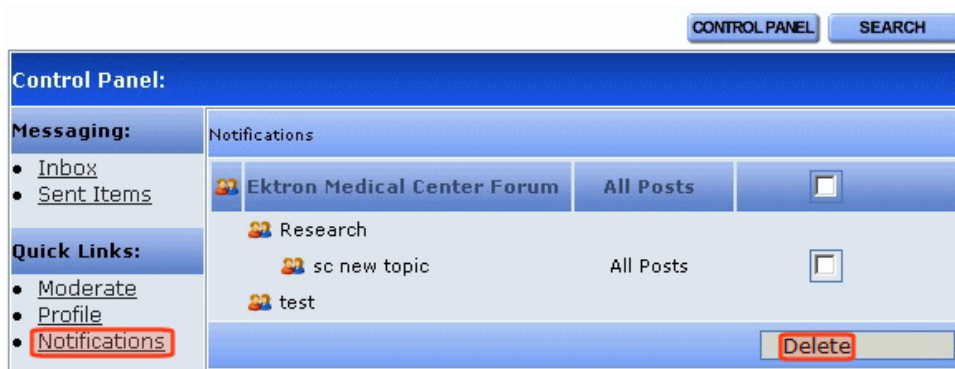 CONTROL PANEL SEARCH
Control Panel:
Messaging:
Inbox
Sent Items
Quick Links:
Moderate
Profile
Notifications
Notifications
Ektron Medical Center Forum All Posts
Research
sc new topic All Posts
test
Delete